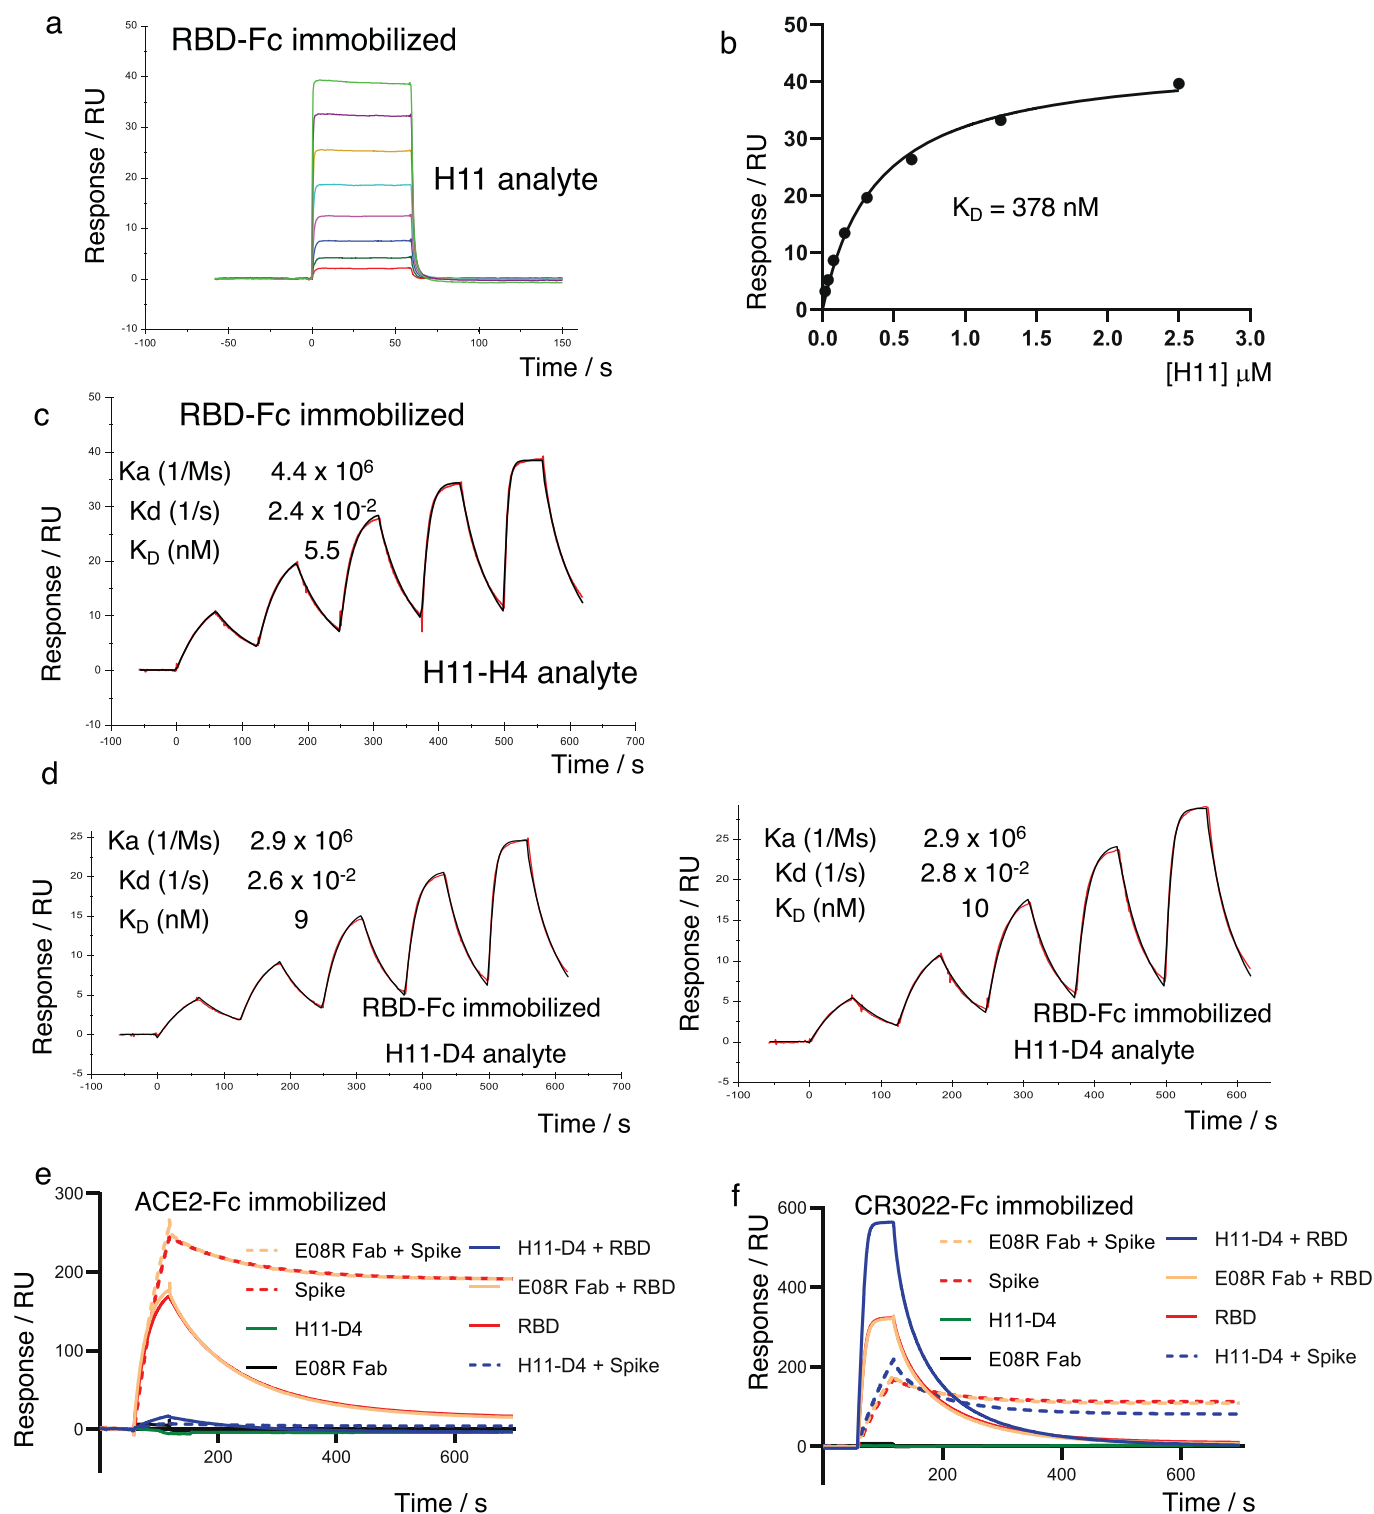 a
RBD-Fc immobilized
H11 analyte
Response / RU
50
40
30
20
10
0
-10
-100
-50
0
50
100
150
Time / s
b
Response / RU
50
40
30
20
10
0
K_D = 378 nM
0.0
0.5
1.0
1.5
2.0
2.5
3.0
[H11] μM
c
RBD-Fc immobilized
Ka (1/Ms) 4.4 x 10^6
Kd (1/s) 2.4 x 10^-2
K_D (nM) 5.5
Response / RU
50
40
30
20
10
0
-10
H11-H4 analyte
-100
0
100
200
300
400
500
600
700
Time / s
d
Ka (1/Ms) 2.9 x 10^6
Kd (1/s) 2.6 x 10^-2
K_D (nM) 9
Response / RU
25
20
15
10
5
0
-5
RBD-Fc immobilized
H11-D4 analyte
-100
0
100
200
300
400
500
600
700
Time / s
Ka (1/Ms) 2.9 x 10^6
Kd (1/s) 2.8 x 10^-2
K_D (nM) 10
Response / RU
25
20
15
10
5
0
-5
RBD-Fc immobilized
H11-D4 analyte
-100
0
100
200
300
400
500
600
Time / s
e
ACE2-Fc immobilized
Response / RU
300
200
100
0
E08R Fab + Spike
Spike
H11-D4
E08R Fab
H11-D4 + RBD
E08R Fab + RBD
RBD
H11-D4 + Spike
200
400
600
Time / s
f
CR3022-Fc immobilized
Response / RU
600
400
200
0
E08R Fab + Spike
Spike
H11-D4
E08R Fab
H11-D4 + RBD
E08R Fab + RBD
RBD
H11-D4 + Spike
200
400
600
Time / s